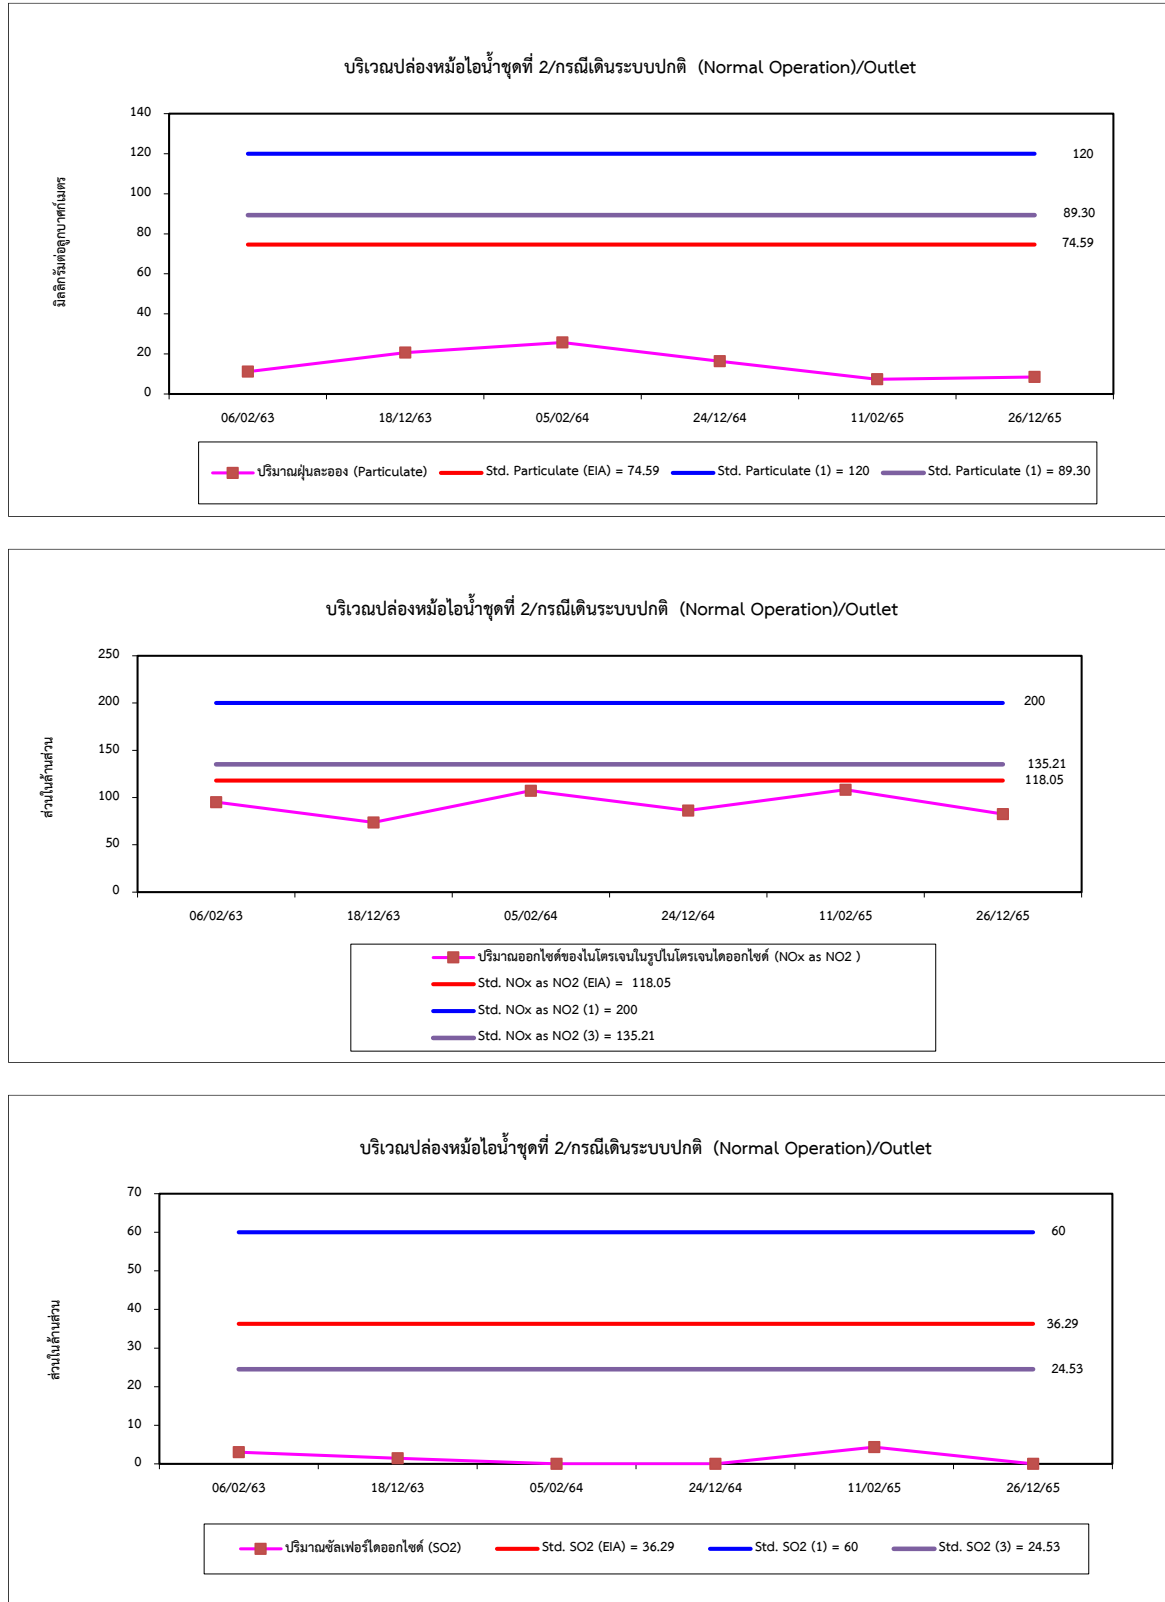 บริเวณปล่องหม้อไอน้ำชุดที่ 2/กรณีเดินระบบปกติ (Normal Operation)/Outlet
มิลลิกรัมต่อลูกบาศก์เมตร
140
120
100
80
60
40
20
0
120
89.30
74.59
06/02/63 18/12/63 05/02/64 24/12/64 11/02/65 26/12/65
ปริมาณฝุ่นละออง (Particulate) Std. Particulate (EIA) = 74.59 Std. Particulate (1) = 120 Std. Particulate (1) = 89.30
บริเวณปล่องหม้อไอน้ำชุดที่ 2/กรณีเดินระบบปกติ (Normal Operation)/Outlet
ส่วนในล้านส่วน
250
200
150
100
50
0
200
135.21
118.05
06/02/63 18/12/63 05/02/64 24/12/64 11/02/65 26/12/65
ปริมาณออกไซด์ของไนโตรเจนในรูปไนโตรเจนไดออกไซด์ (NOx as NO2 )
Std. NOx as NO2 (EIA) = 118.05
Std. NOx as NO2 (1) = 200
Std. NOx as NO2 (3) = 135.21
บริเวณปล่องหม้อไอน้ำชุดที่ 2/กรณีเดินระบบปกติ (Normal Operation)/Outlet
ส่วนในล้านส่วน
70
60
50
40
30
20
10
0
60
36.29
24.53
06/02/63 18/12/63 05/02/64 24/12/64 11/02/65 26/12/65
ปริมาณซัลเฟอร์ไดออกไซด์ (SO2) Std. SO2 (EIA) = 36.29 Std. SO2 (1) = 60 Std. SO2 (3) = 24.53